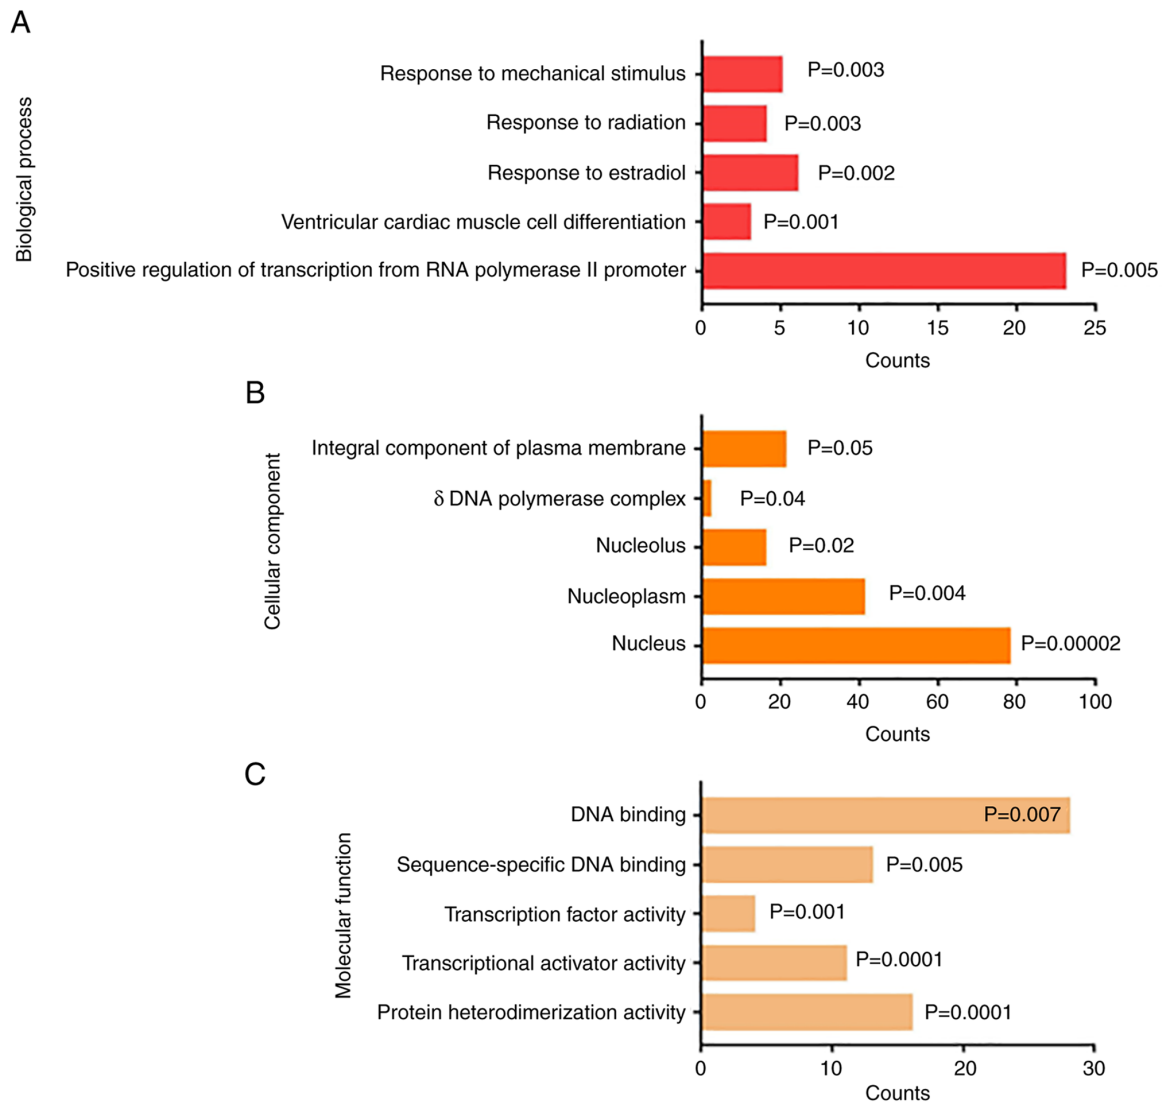 A
Biological process
Response to mechanical stimulus P=0.003
Response to radiation P=0.003
Response to estradiol P=0.002
Ventricular cardiac muscle cell differentiation P=0.001
Positive regulation of transcription from RNA polymerase II promoter P=0.005
0 5 10 15 20 25
Counts
B
Cellular component
Integral component of plasma membrane P=0.05
δ DNA polymerase complex P=0.04
Nucleolus P=0.02
Nucleoplasm P=0.004
Nucleus P=0.00002
0 20 40 60 80 100
Counts
C
Molecular function
DNA binding P=0.007
Sequence-specific DNA binding P=0.005
Transcription factor activity P=0.001
Transcriptional activator activity P=0.0001
Protein heterodimerization activity P=0.0001
0 10 20 30
Counts